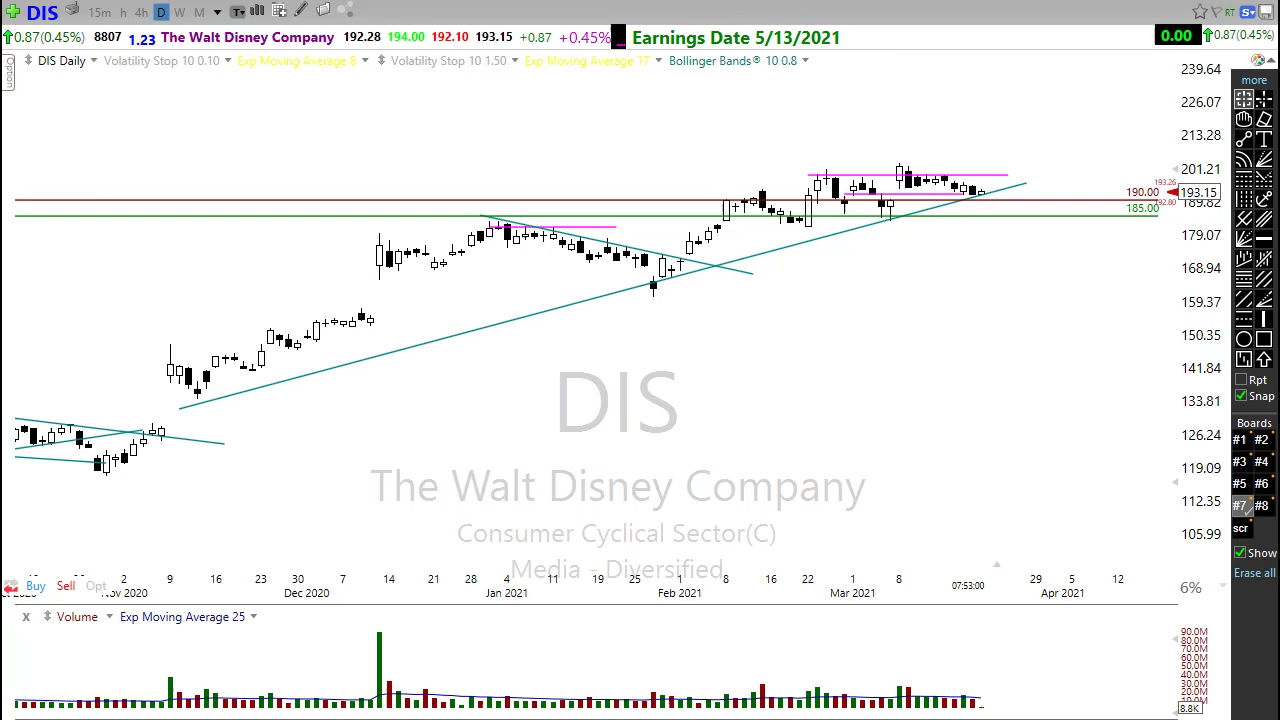 DIS 15m h 4h D W M T RT S
0.87(0.45%) 8807 1.23 The Walt Disney Company 192.28 194.00 192.10 193.15 +0.87 +0.45% Earnings Date 5/13/2021 0.00 0.87(0.45%)
Option
DIS Daily Volatility Stop 10 0.10 Exp Moving Average 8 Volatility Stop 10 1.50 Exp Moving Average 17 Bollinger Bands® 10 0.8
239.64
226.07
213.28
201.21
193.26
190.00 193.15
192.80 189.82
185.00
179.07
168.94
159.37
150.35
141.84
133.81
126.24
119.09
112.35
105.99
DIS
The Walt Disney Company
Consumer Cyclical Sector(C)
Media - Diversified
more
Rpt
Snap
Boards
#1 #2
#3 #4
#5 #6
#7 #8
scr
Show
Erase all
Buy Sell Opt
2 9 16 23 30 7 14 21 28 4 11 19 25 1 8 16 22 1 8 07:53:00 29 5 12 6%
Nov 2020 Dec 2020 Jan 2021 Feb 2021 Mar 2021 Apr 2021
x Volume Exp Moving Average 25
90.0M
80.0M
70.0M
60.0M
50.0M
40.0M
30.0M
20.0M
8.8K